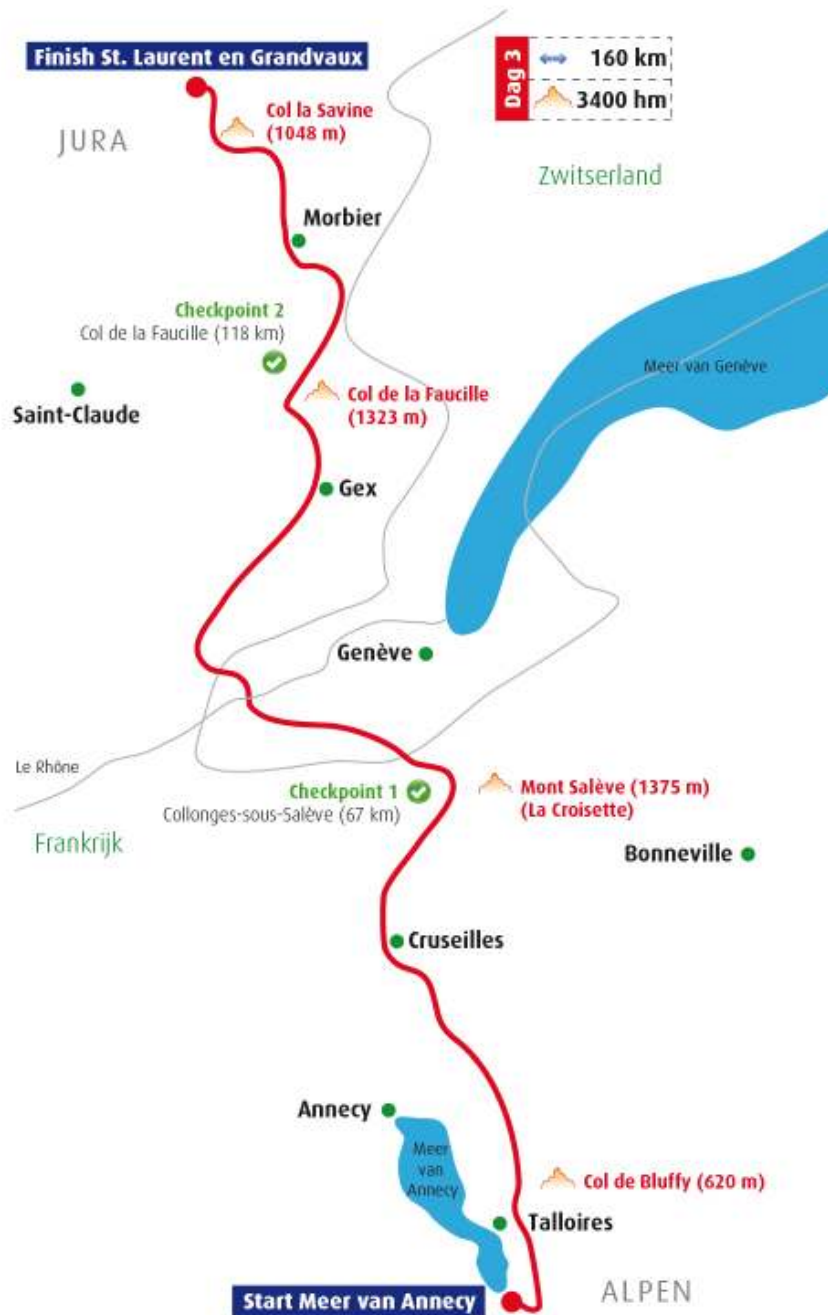 Finish St. Laurent en Grandvaux
Dag 3
160 km
3400 hm
Col la Savine
(1048 m)
JURA
Zwitserland
Morbier
Checkpoint 2
Col de la Faucille (118 km)
Meer van Genève
Saint-Claude
Col de la Faucille
(1323 m)
Gex
Genève
Le Rhône
Checkpoint 1
Collonges-sous-Salève (67 km)
Mont Salève (1375 m)
(La Croisette)
Frankrijk
Bonneville
Cruseilles
Annecy
Meer
van
Annecy
Col de Bluffy (620 m)
Talloires
Start Meer van Annecy
ALPEN